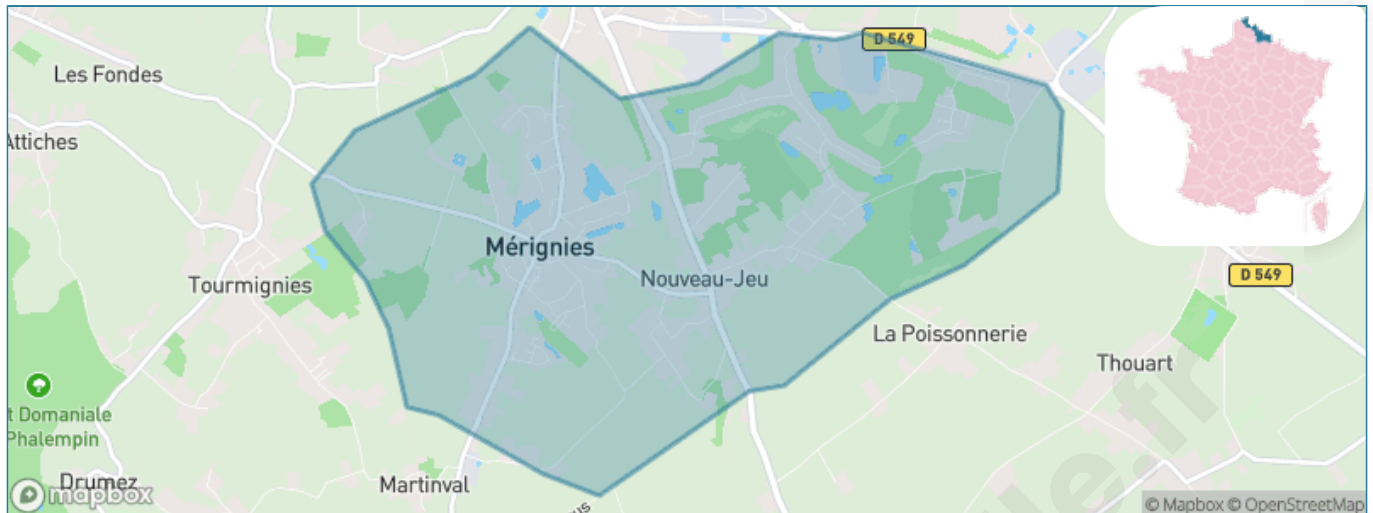 D 549
Les Fondes
Attiches
Mérignies
Nouveau-Jeu
Tourmignies
D 549
La Poissonnerie
Thouart
t Domaniale
Phalempin
Drumez
Martinval
mapbox
© Mapbox © OpenStreetMap